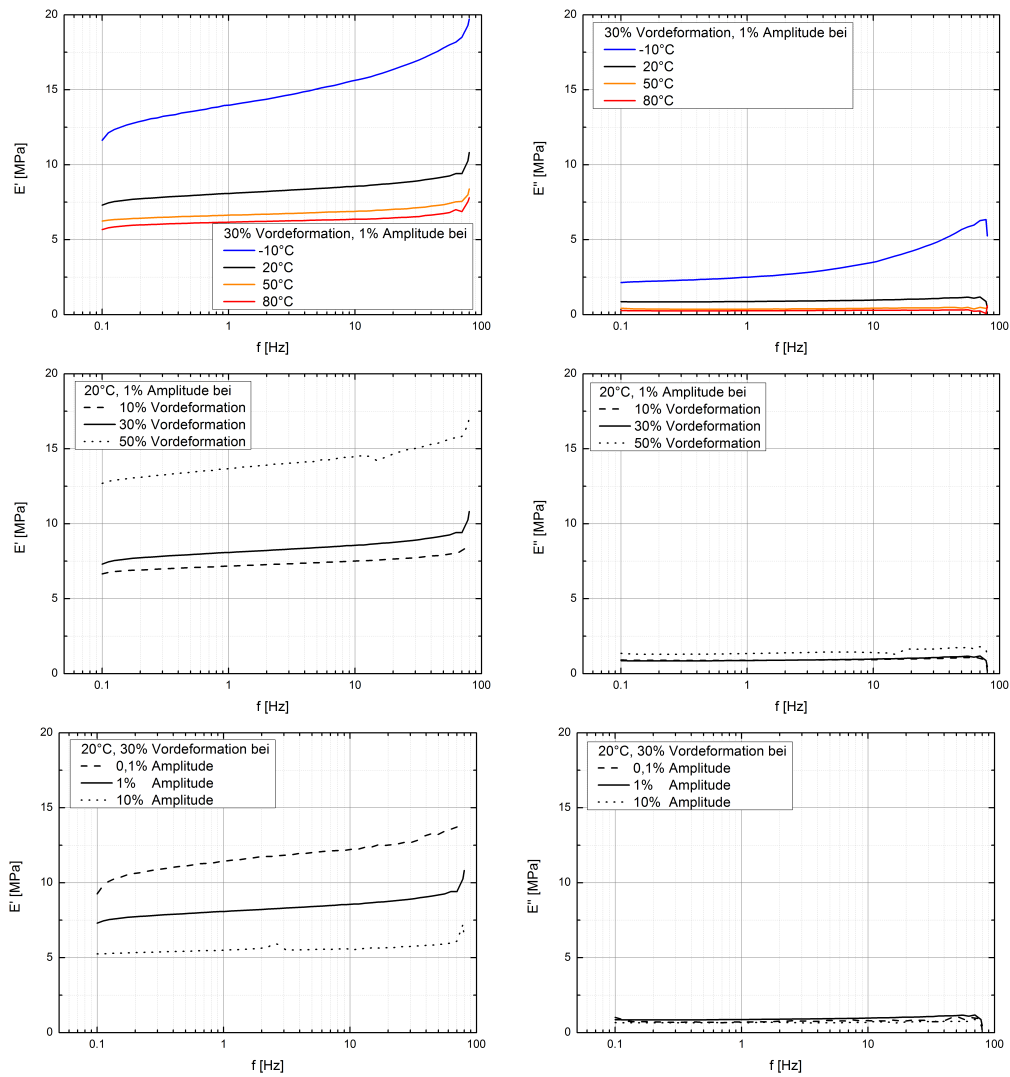 20
15
10
5
0
E' [MPa]
30% Vordeformation, 1% Amplitude bei
-10°C
20°C
50°C
80°C
0.1 1 10 100
f [Hz]
20
15
10
5
0
E" [MPa]
30% Vordeformation, 1% Amplitude bei
-10°C
20°C
50°C
80°C
0.1 1 10 100
f [Hz]
20
15
10
5
0
E' [MPa]
20°C, 1% Amplitude bei
10% Vordeformation
30% Vordeformation
50% Vordeformation
0.1 1 10 100
f [Hz]
20
15
10
5
0
E" [MPa]
20°C, 1% Amplitude bei
10% Vordeformation
30% Vordeformation
50% Vordeformation
0.1 1 10 100
f [Hz]
20
15
10
5
0
E' [MPa]
20°C, 30% Vordeformation bei
0,1% Amplitude
1% Amplitude
10% Amplitude
0.1 1 10 100
f [Hz]
20
15
10
5
0
E" [MPa]
20°C, 30% Vordeformation bei
0,1% Amplitude
1% Amplitude
10% Amplitude
0.1 1 10 100
f [Hz]